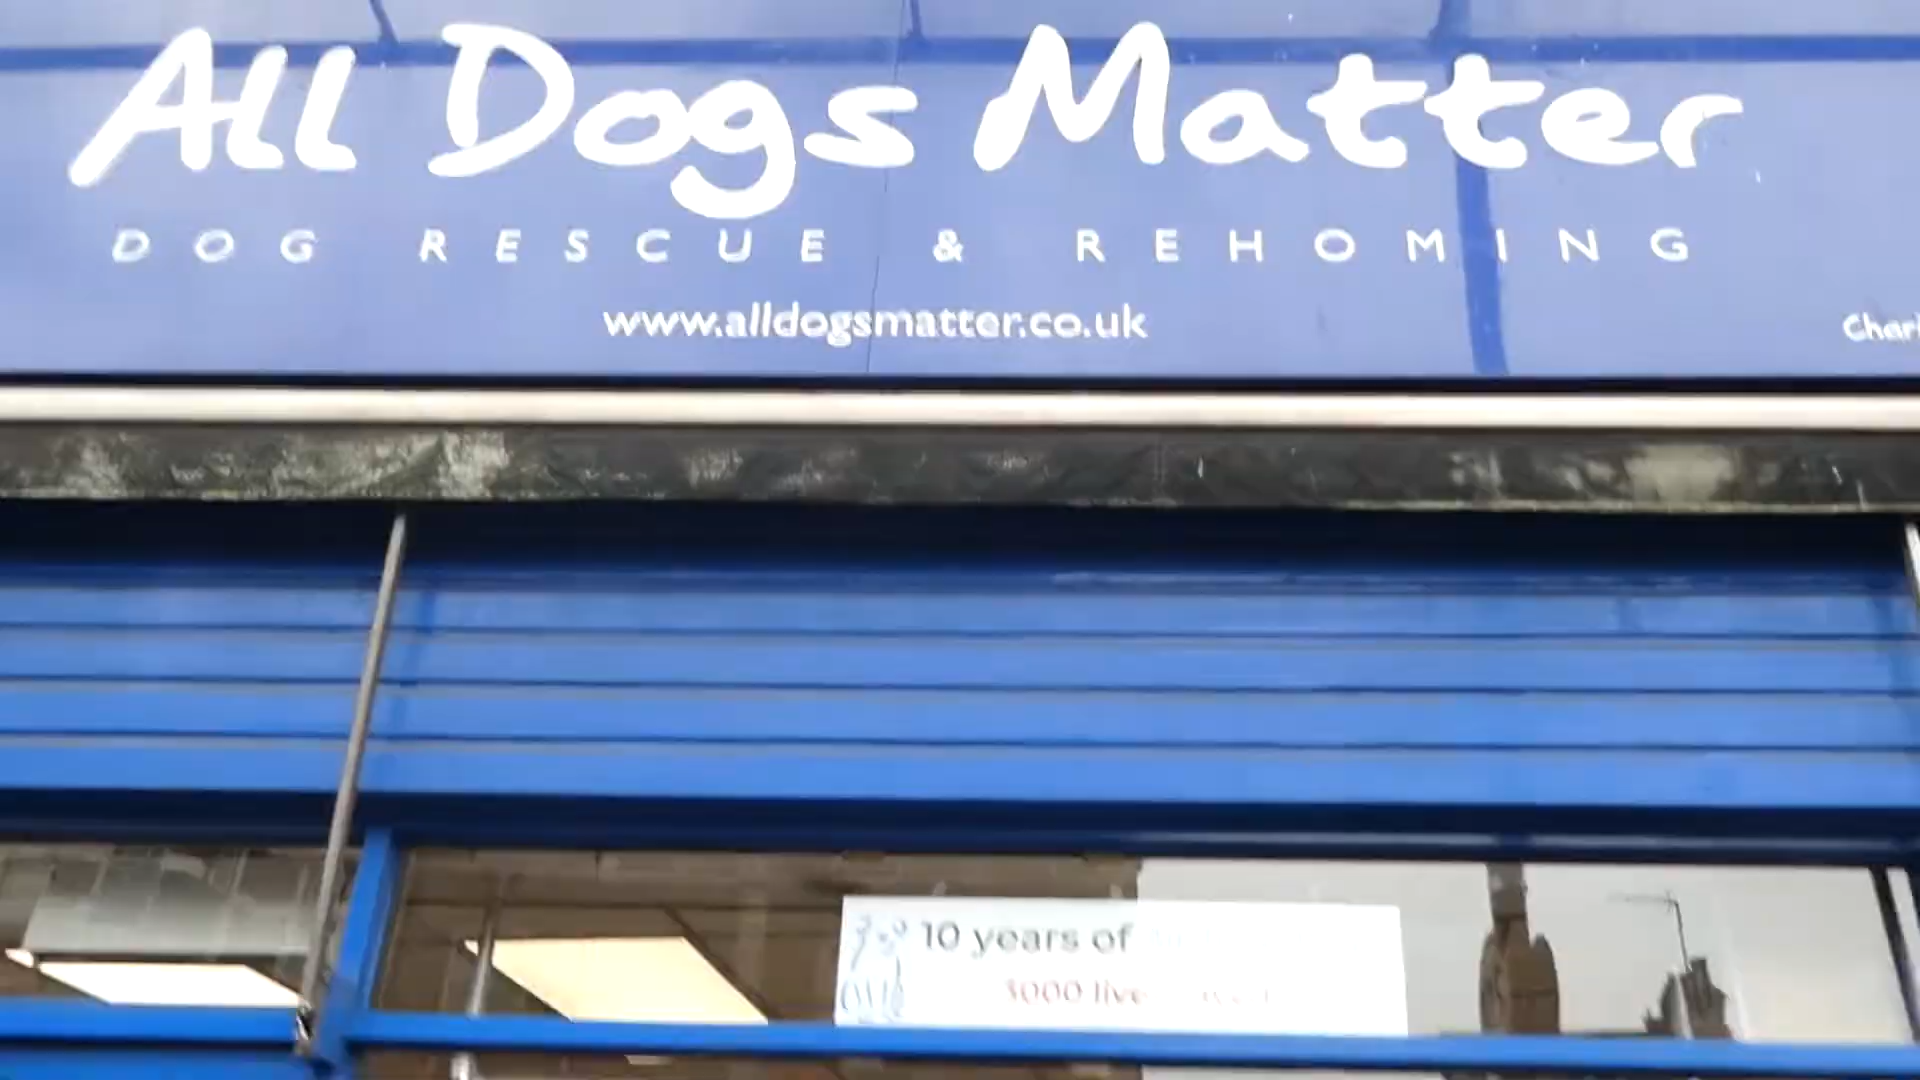 All Dogs Matter
DOG RESCUE & REHOMING
www.alldogsmatter.co.uk
10 years of